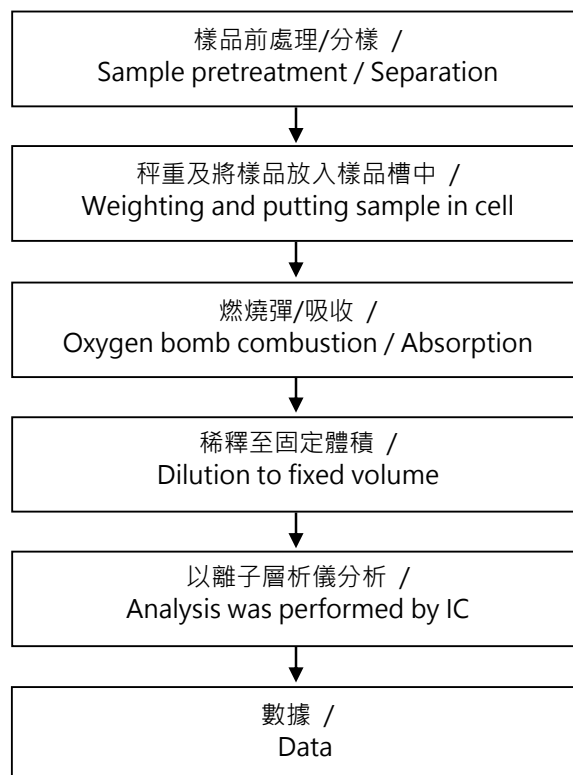 樣品前處理/分樣 /
Sample pretreatment / Separation
秤重及將樣品放入樣品槽中 /
Weighting and putting sample in cell
燃燒彈/吸收 /
Oxygen bomb combustion / Absorption
稀釋至固定體積 /
Dilution to fixed volume
以離子層析儀分析 /
Analysis was performed by IC
數據 /
Data